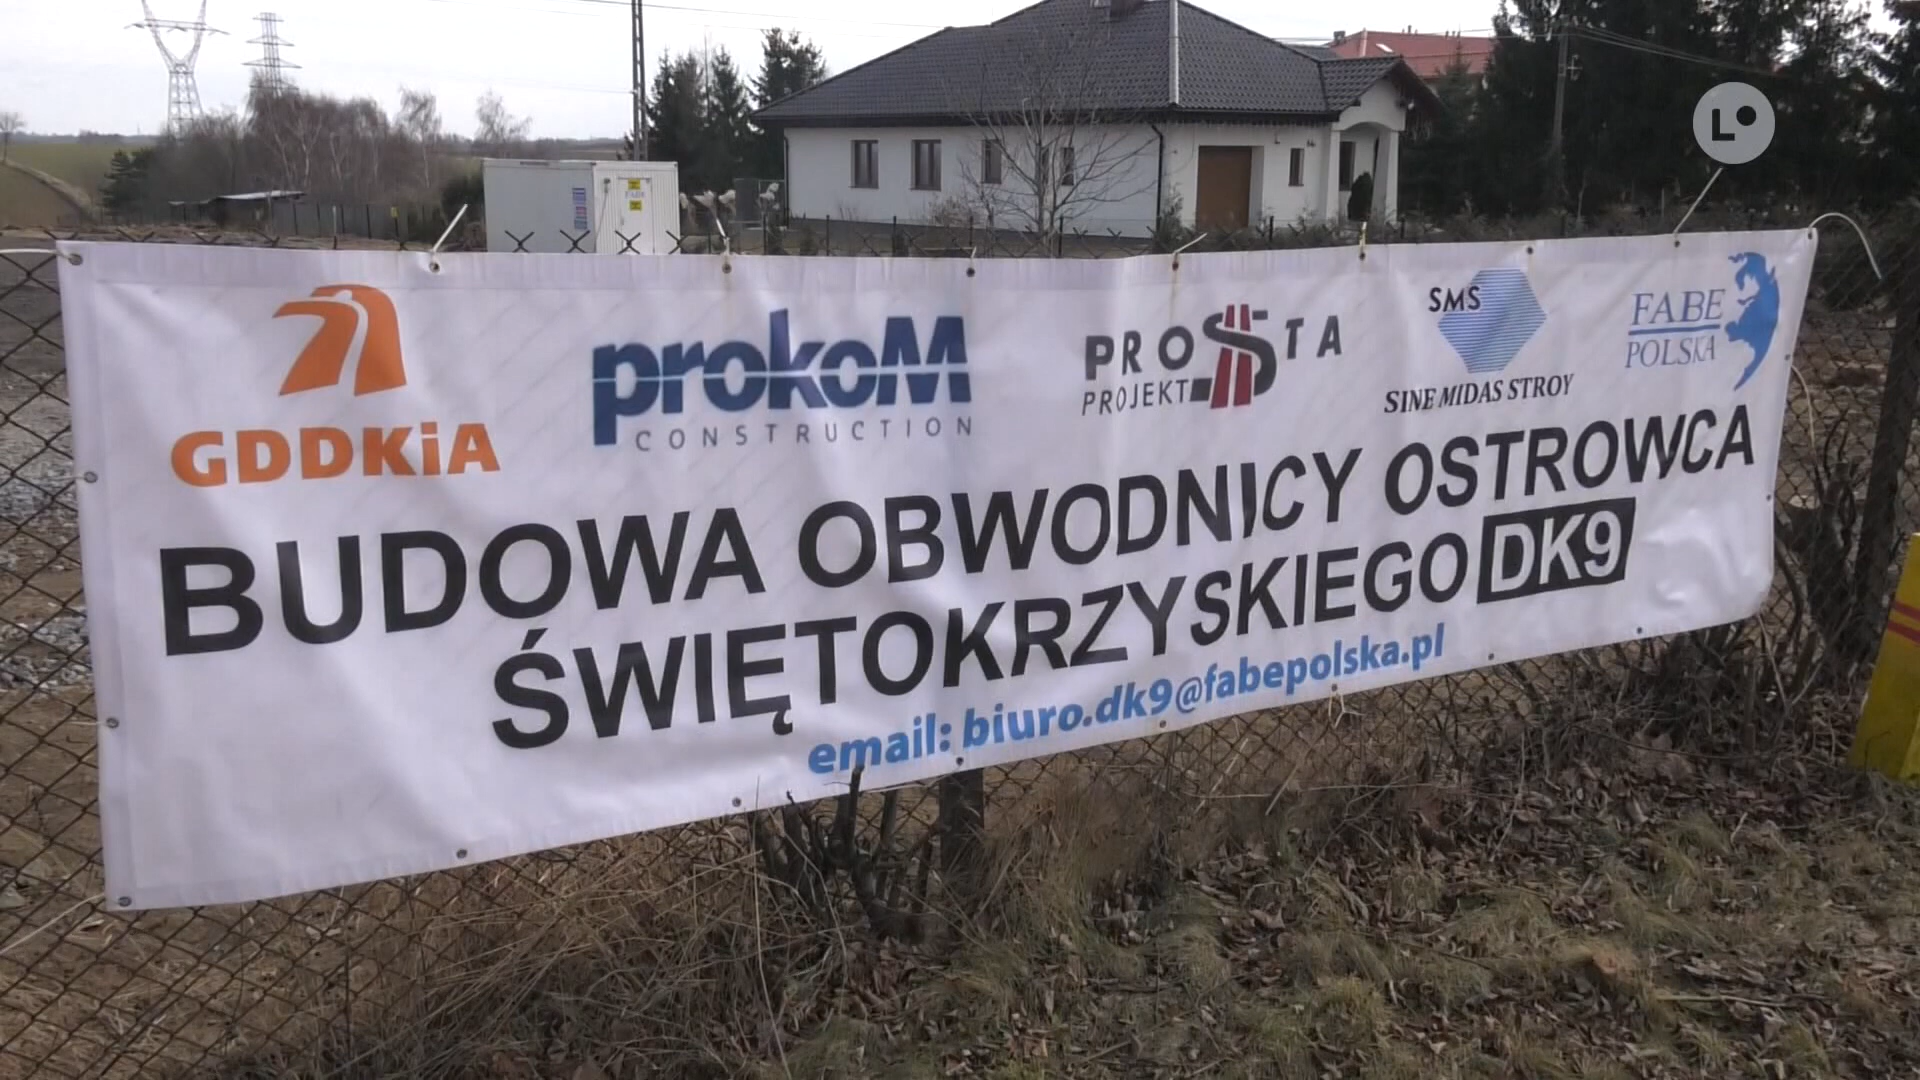 GDDKiA
prokoM
CONSTRUCTION
PROSTA
PROJEKT
SMS
SINE MIDAS STROY
FABE
POLSKA
BUDOWA OBWODNICY OSTROWCA
ŚWIĘTOKRZYSKIEGO DK9
email: biuro.dk9@fabepolska.pl
FABE
L